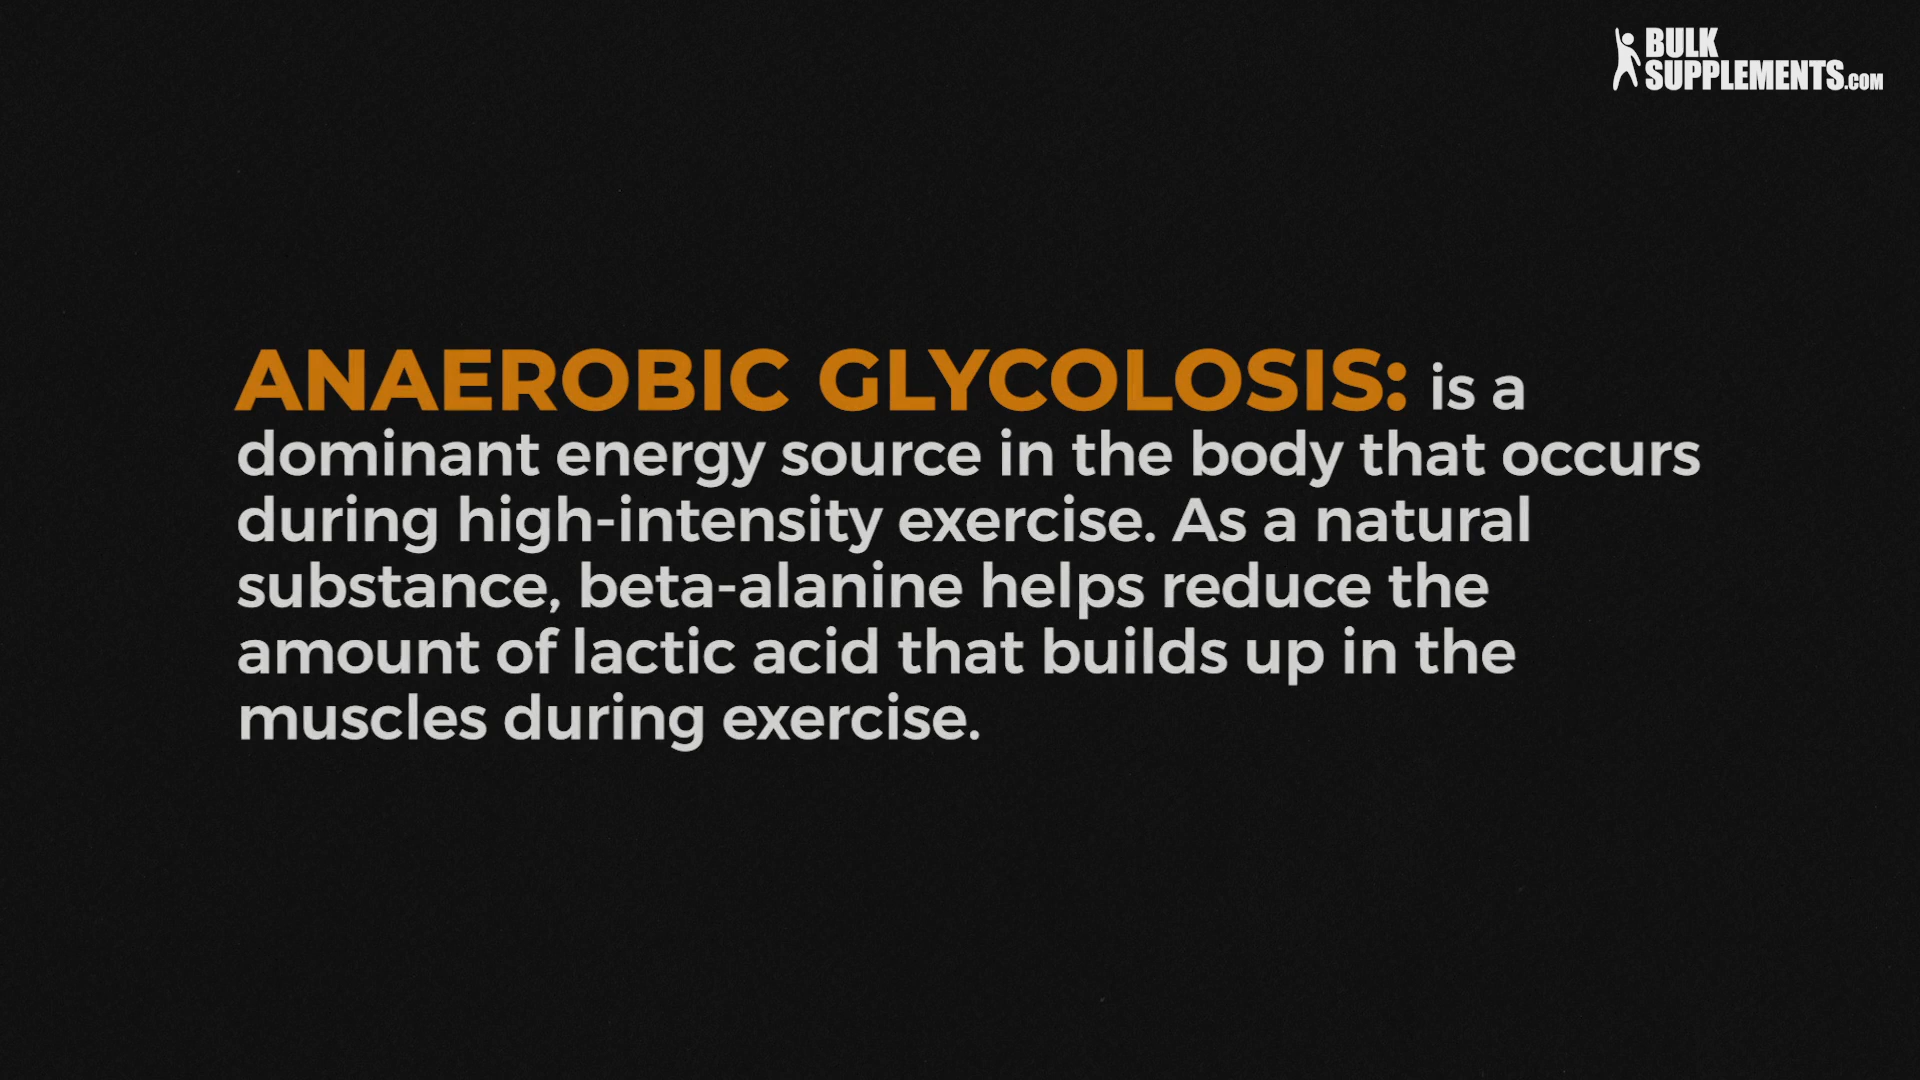 BULK
SUPPLEMENTS.COM
ANAEROBIC GLYCOLOSIS: is a
dominant energy source in the body that occurs
during high-intensity exercise. As a natural
substance, beta-alanine helps reduce the
amount of lactic acid that builds up in the
muscles during exercise.